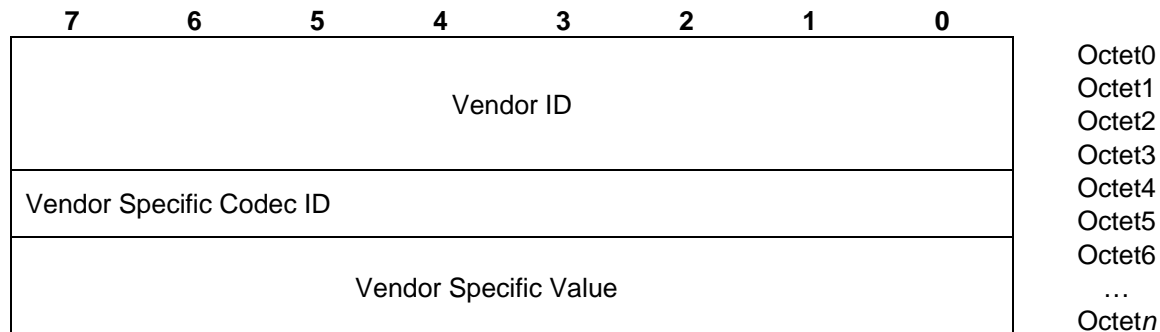 7 6 5 4 3 2 1 0
Octet0
Octet1
Vendor ID
Octet2
Octet3
Vendor Specific Codec ID
Octet4
Octet5
Octet6
Vendor Specific Value
…
Octetn